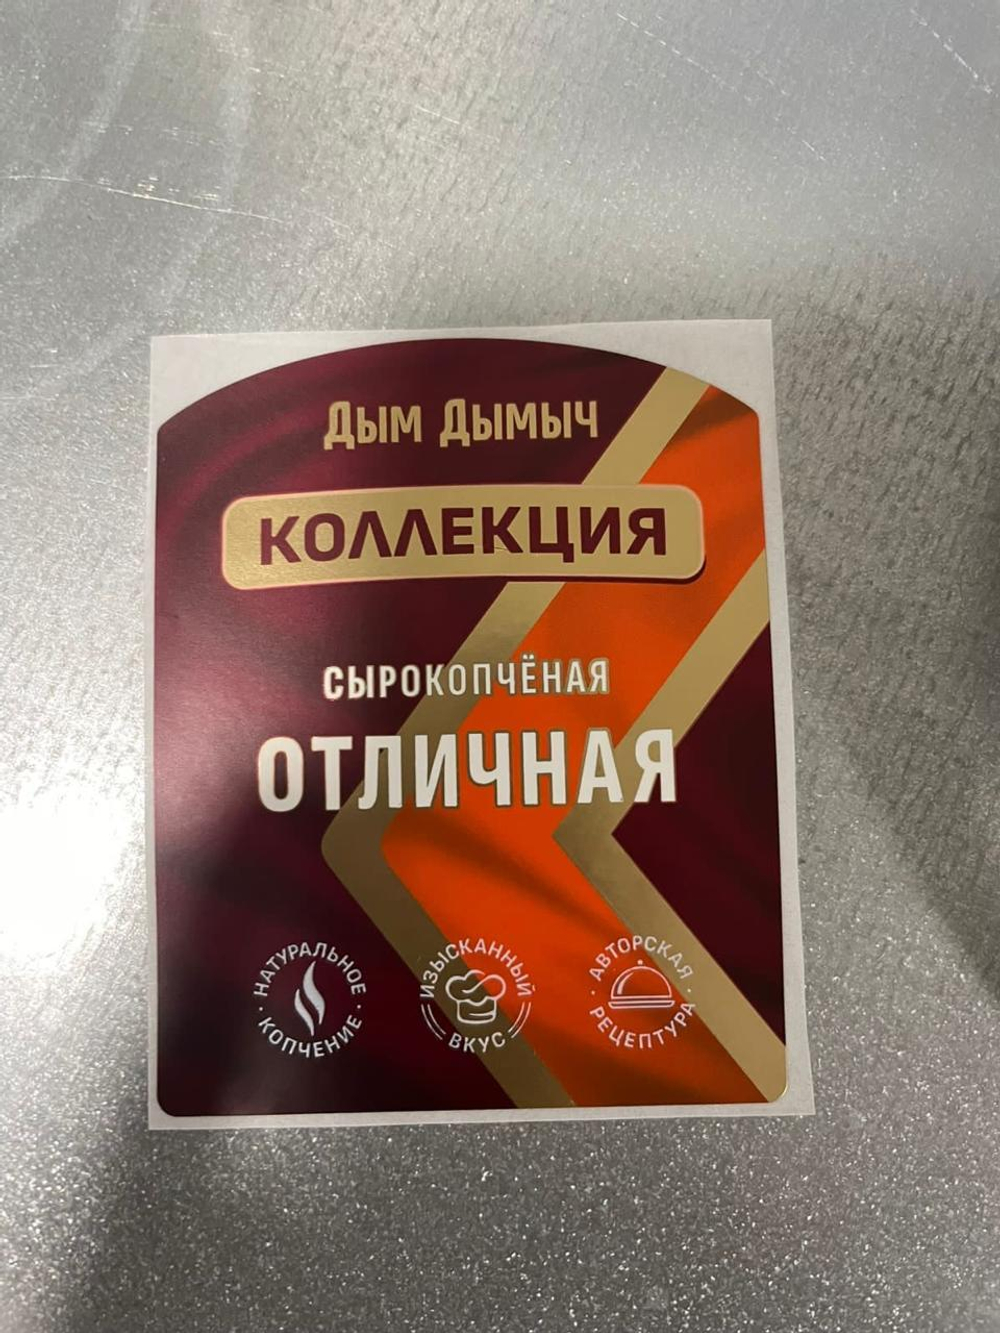 Дым Дымыч
КОЛЛЕКЦИЯ
СЫРОКОПЧЁНАЯ
ОТЛИЧНАЯ
НАТУРАЛЬНОЕ
КОПЧЕНИЕ
ИЗЫСКАННЫЙ
ВКУС
АВТОРСКАЯ
РЕЦЕПТУРА